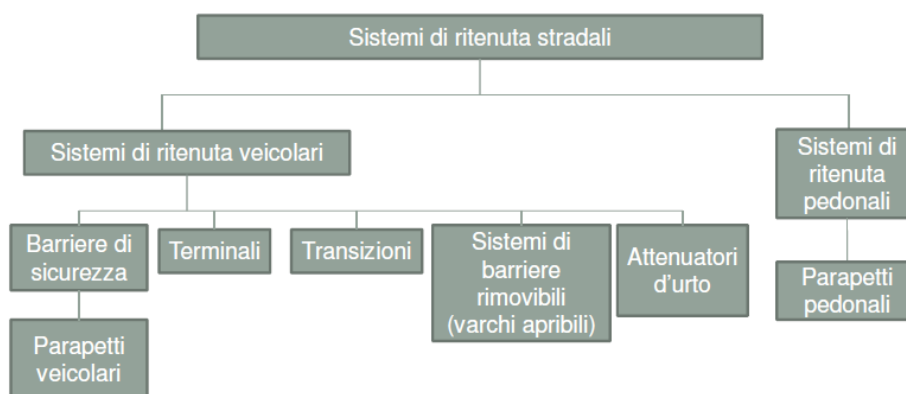 Sistemi di ritenuta stradali
Sistemi di ritenuta veicolari
Sistemi di
ritenuta
pedonali
Barriere di
sicurezza
Terminali
Transizioni
Sistemi di
barriere
rimovibili
(varchi apribili)
Attenuatori
d'urto
Parapetti
pedonali
Parapetti
veicolari